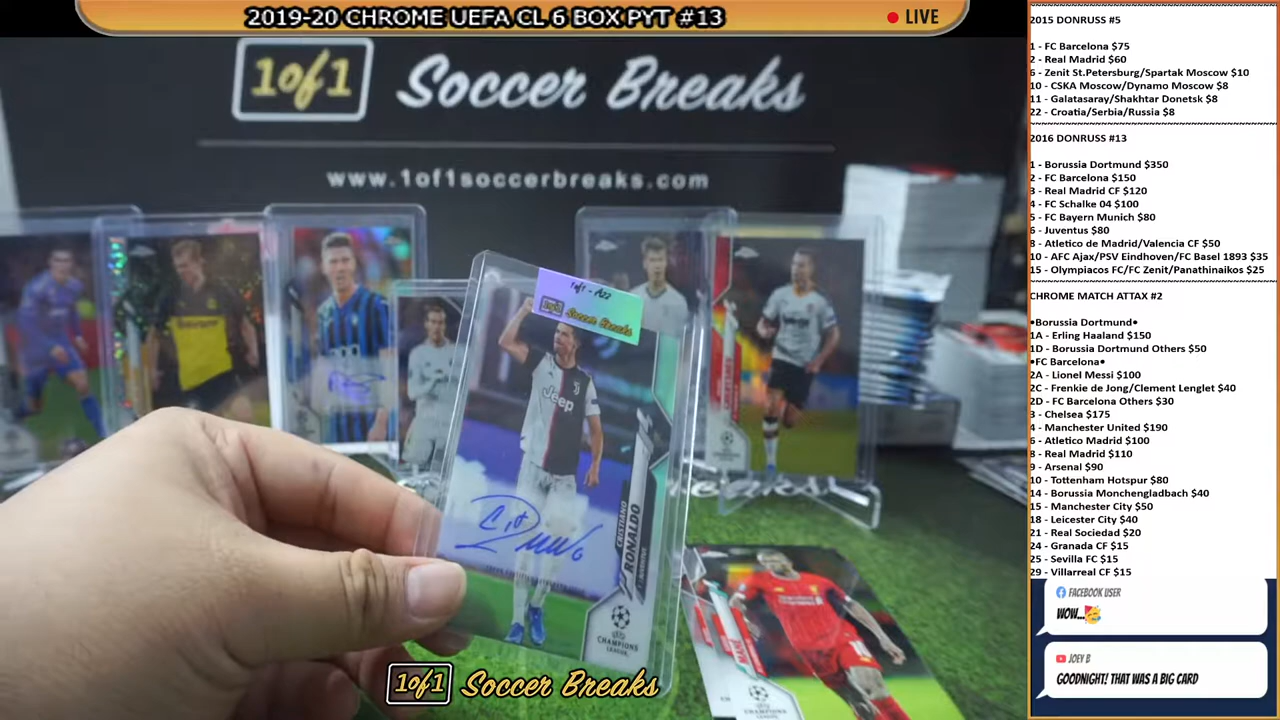 2019-20 CHROME UEFA CL 6 BOX PYT #13
LIVE
1of1 Soccer Breaks
www.1of1soccerbreaks.com
1of1 - A22
1of1 Soccer Breaks
Jeep
CRISTIANO
RONALDO
UEFA
CHAMPIONS
LEAGUE
MANÉ
1of1 Soccer Breaks
2015 DONRUSS #5
1 - FC Barcelona $75
2 - Real Madrid $60
6 - Zenit St.Petersburg/Spartak Moscow $10
10 - CSKA Moscow/Dynamo Moscow $8
11 - Galatasaray/Shakhtar Donetsk $8
22 - Croatia/Serbia/Russia $8
2016 DONRUSS #13
1 - Borussia Dortmund $350
2 - FC Barcelona $150
3 - Real Madrid CF $120
4 - FC Schalke 04 $100
5 - FC Bayern Munich $80
6 - Juventus $80
8 - Atletico de Madrid/Valencia CF $50
10 - AFC Ajax/PSV Eindhoven/FC Basel 1893 $35
15 - Olympiacos FC/FC Zenit/Panathinaikos $25
CHROME MATCH ATTAX #2
•Borussia Dortmund•
1A - Erling Haaland $150
1D - Borussia Dortmund Others $50
•FC Barcelona•
2A - Lionel Messi $100
2C - Frenkie de Jong/Clement Lenglet $40
2D - FC Barcelona Others $30
3 - Chelsea $175
4 - Manchester United $190
6 - Atletico Madrid $100
8 - Real Madrid $110
9 - Arsenal $90
10 - Tottenham Hotspur $80
14 - Borussia Monchengladbach $40
15 - Manchester City $50
18 - Leicester City $40
21 - Real Sociedad $20
24 - Granada CF $15
25 - Sevilla FC $15
29 - Villarreal CF $15
FACEBOOK USER
WOW...🥳
JOEY B
GOODNIGHT! THAT WAS A BIG CARD